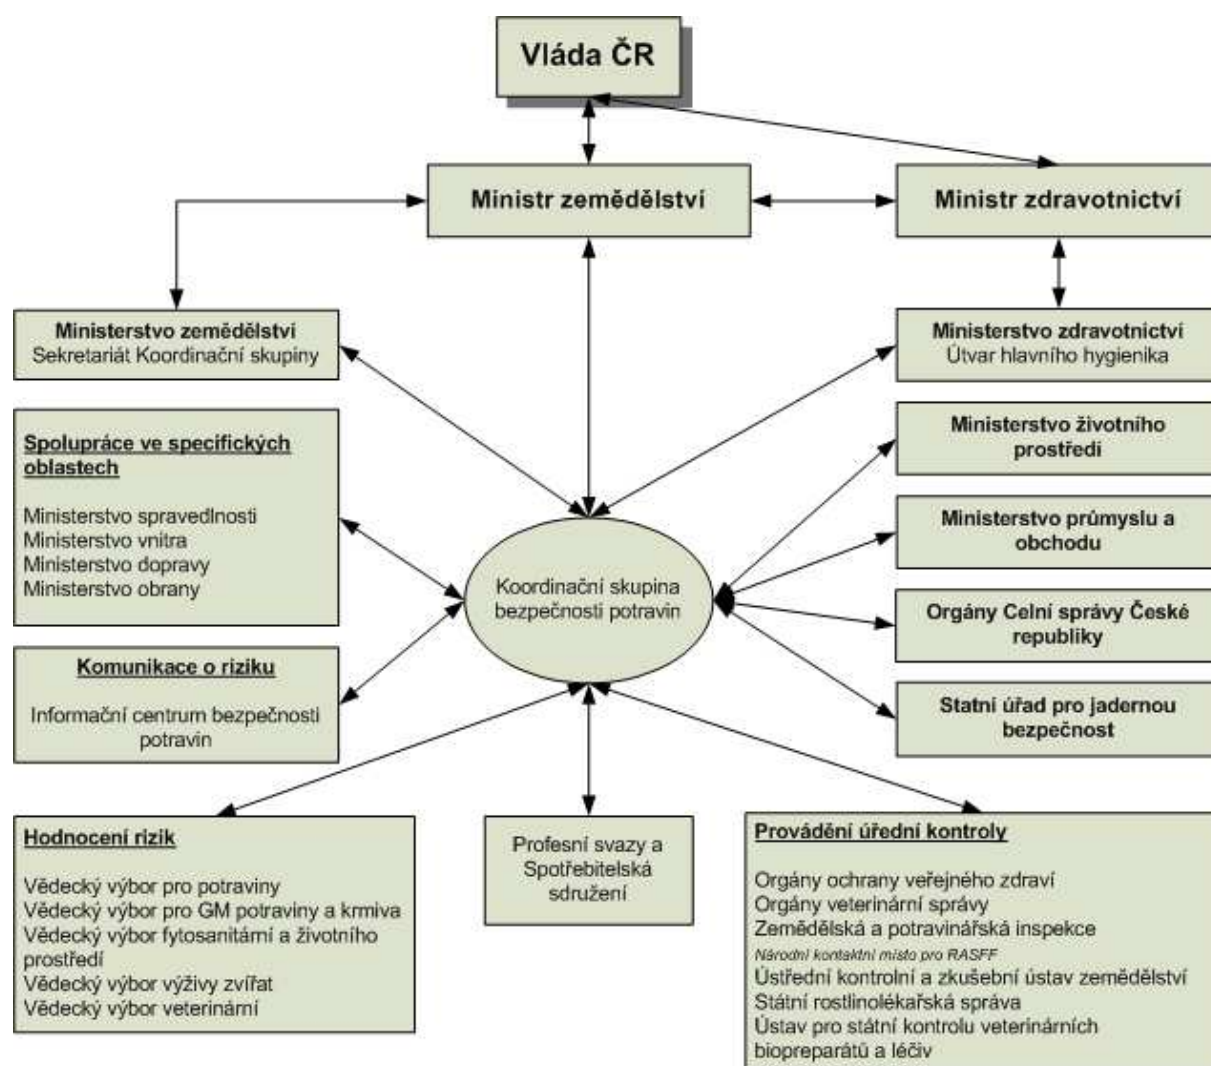 Vláda ČR
Ministr zemědělství
Ministr zdravotnictví
Ministerstvo zemědělství
Sekretariát Koordinační skupiny
Ministerstvo zdravotnictví
Útvar hlavního hygienika
Spolupráce ve specifických
oblastech
Ministerstvo spravedlnosti
Ministerstvo vnitra
Ministerstvo dopravy
Ministerstvo obrany
Ministerstvo životního
prostředí
Ministerstvo průmyslu a
obchodu
Koordinační skupina
bezpečnosti potravin
Orgány Celní správy České
republiky
Komunikace o riziku
Informační centrum bezpečnosti
potravin
Statní úřad pro jadernou
bezpečnost
Hodnocení rizik
Vědecký výbor pro potraviny
Vědecký výbor pro GM potraviny a krmiva
Vědecký výbor fytosanitární a životního
prostředí
Vědecký výbor výživy zvířat
Vědecký výbor veterinární
Profesní svazy a
Spotřebitelská
sdružení
Provádění úřední kontroly
Orgány ochrany veřejného zdraví
Orgány veterinární správy
Zemědělská a potravinářská inspekce
Národní kontaktní místo pro RASFF
Ústřední kontrolní a zkušební ústav zemědělství
Státní rostlinolékařská správa
Ústav pro státní kontrolu veterinárních
biopreparátů a léčiv